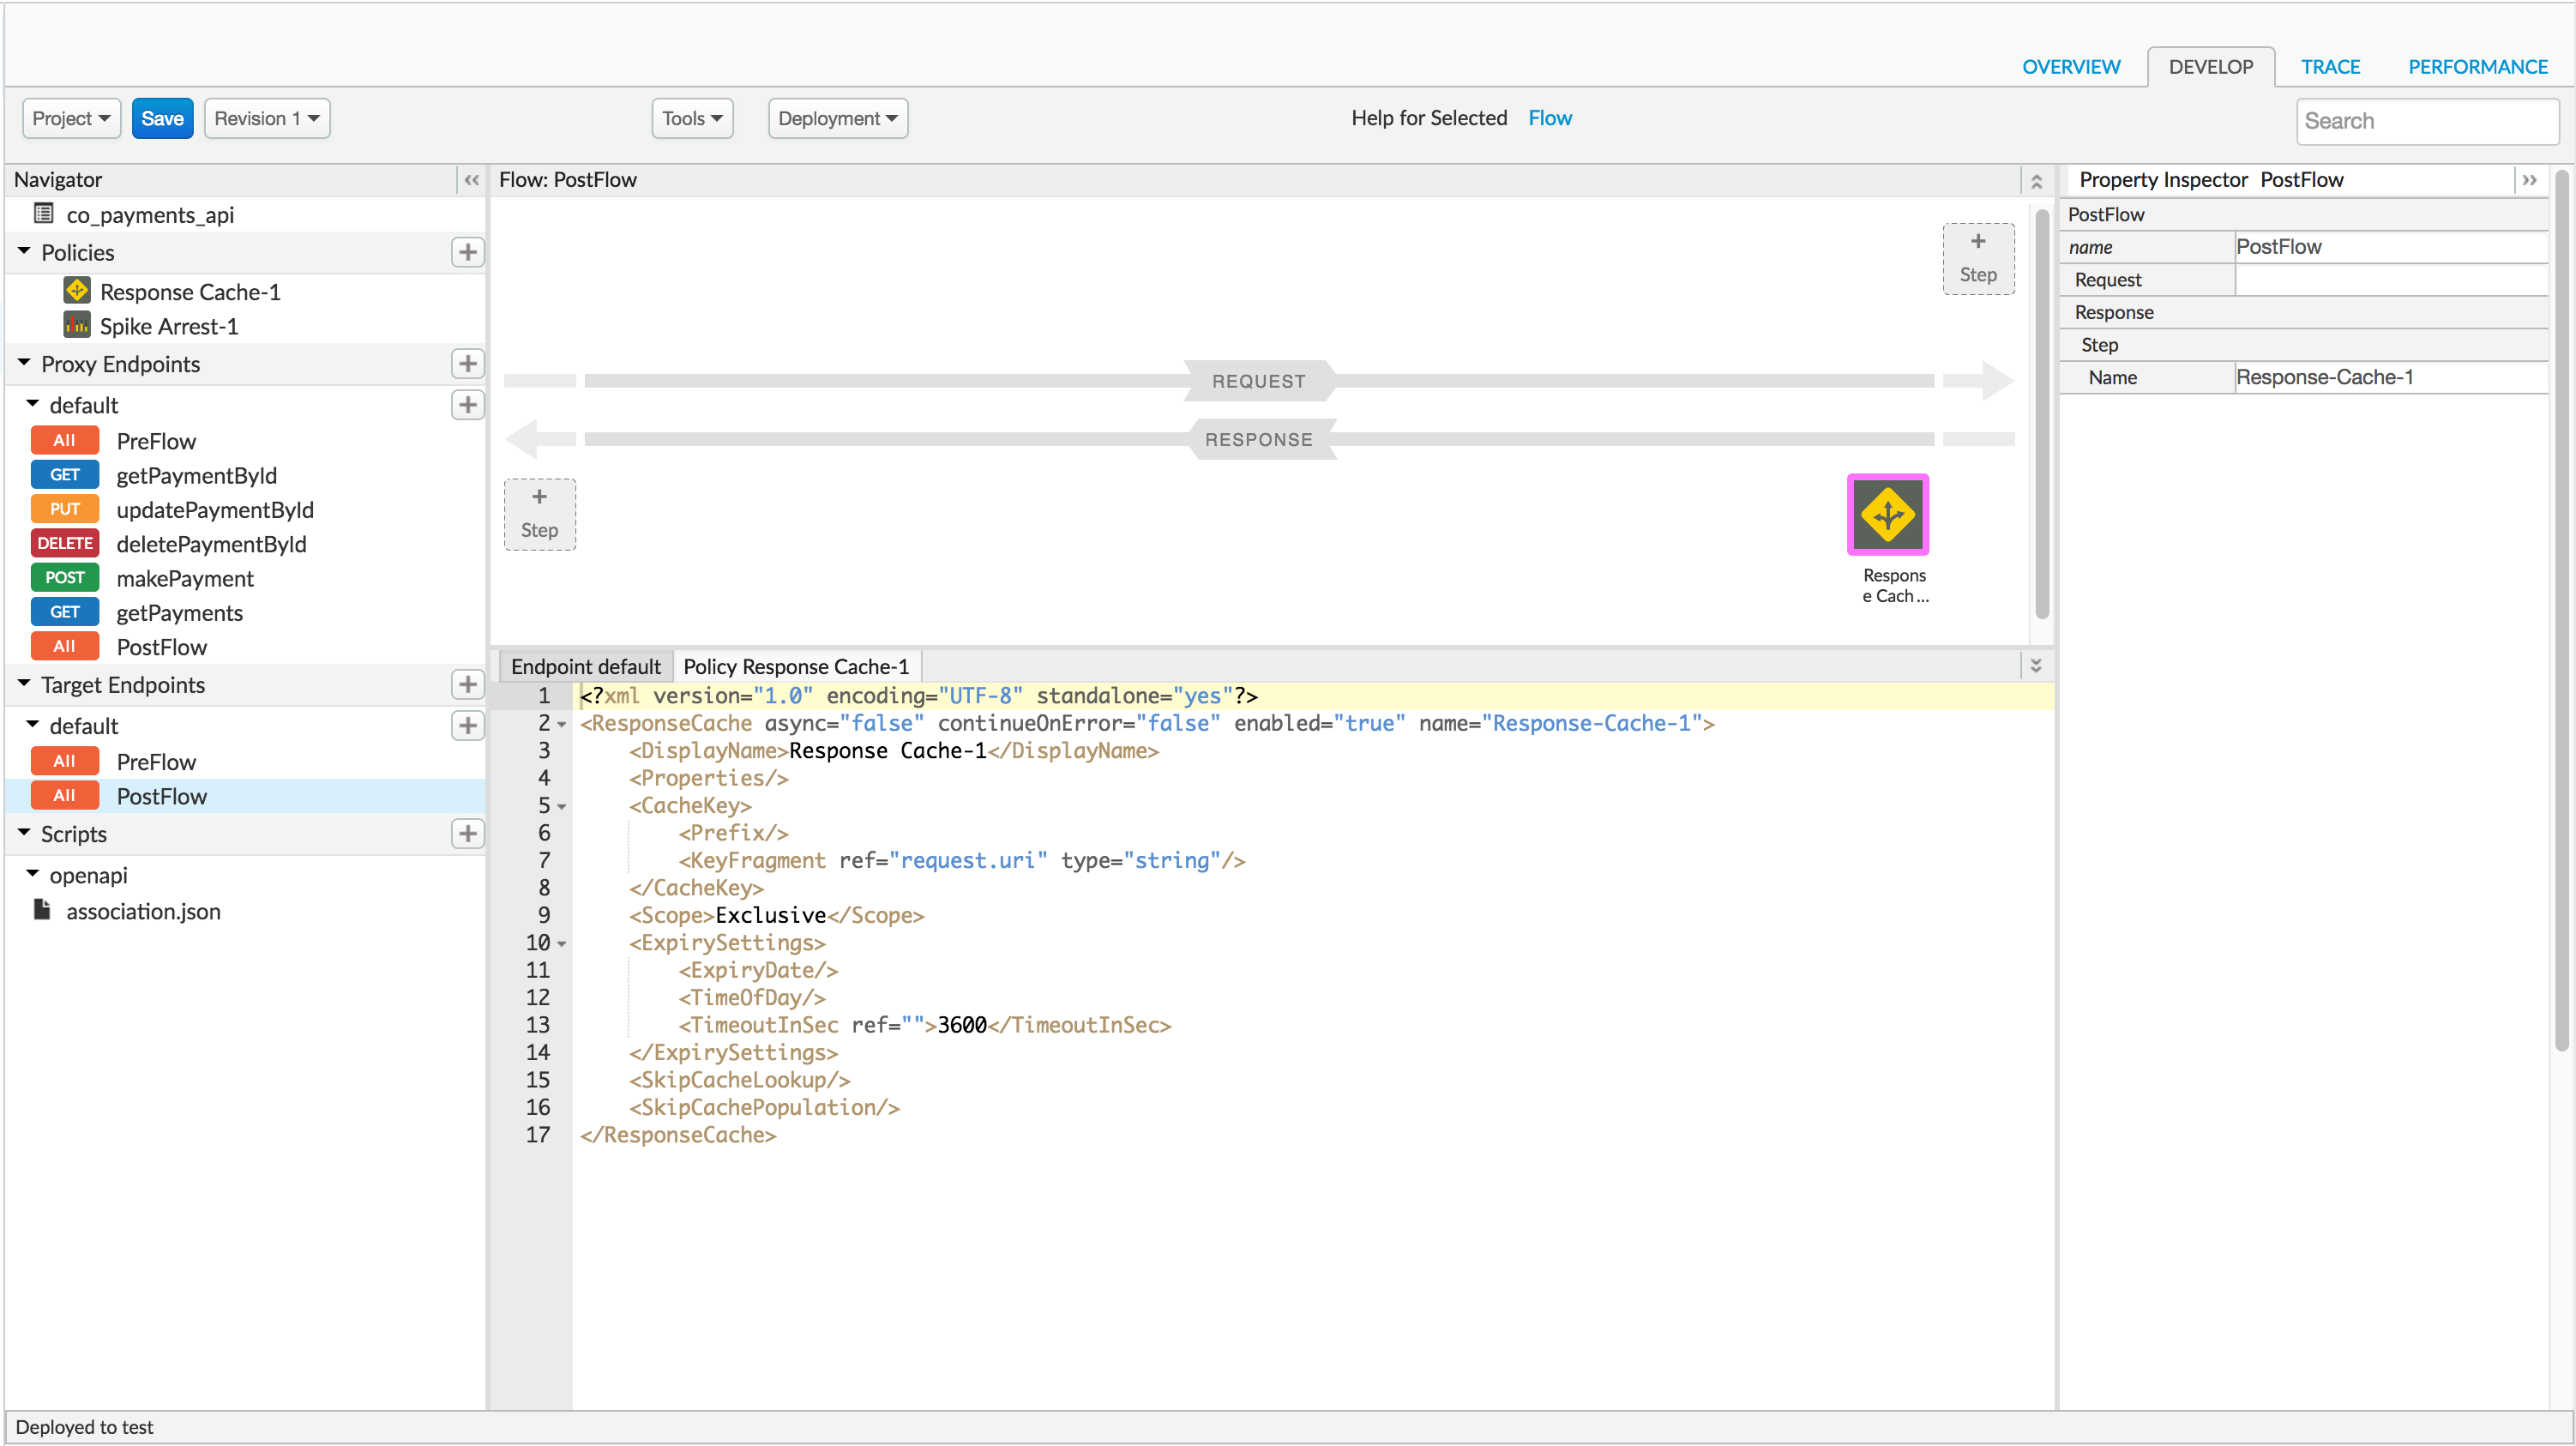 OVERVIEW DEVELOP TRACE PERFORMANCE
Project Save Revision 1 Tools Deployment Help for Selected Flow Search
Navigator
co_payments_api
Policies
Response Cache-1
Spike Arrest-1
Proxy Endpoints
default
All PreFlow
GET getPaymentById
PUT updatePaymentById
DELETE deletePaymentById
POST makePayment
GET getPayments
All PostFlow
Target Endpoints
default
All PreFlow
All PostFlow
Scripts
openapi
association.json
Flow: PostFlow
+
Step
REQUEST
RESPONSE
+
Step
Respons
e Cach ...
Endpoint default Policy Response Cache-1
1 <?xml version="1.0" encoding="UTF-8" standalone="yes"?>
2 <ResponseCache async="false" continueOnError="false" enabled="true" name="Response-Cache-1">
3 <DisplayName>Response Cache-1</DisplayName>
4 <Properties/>
5 <CacheKey>
6 <Prefix/>
7 <KeyFragment ref="request.uri" type="string"/>
8 </CacheKey>
9 <Scope>Exclusive</Scope>
10 <ExpirySettings>
11 <ExpiryDate/>
12 <TimeOfDay/>
13 <TimeoutInSec ref="">3600</TimeoutInSec>
14 </ExpirySettings>
15 <SkipCacheLookup/>
16 <SkipCachePopulation/>
17 </ResponseCache>
Property Inspector PostFlow
PostFlow
name PostFlow
Request
Response
Step
Name Response-Cache-1
Deployed to test